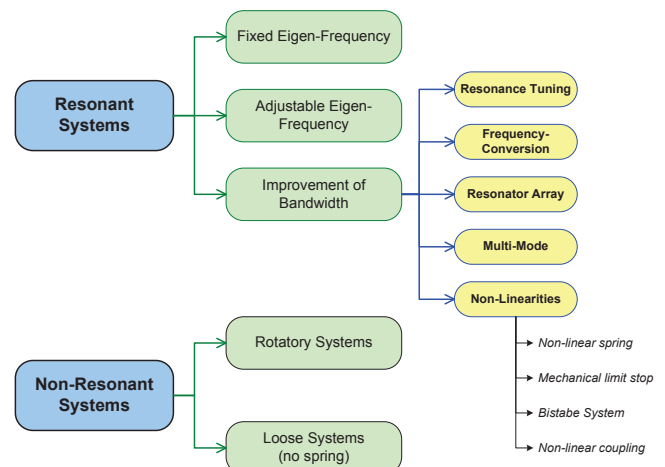 Fixed Eigen-Frequency
Resonant
Systems
Adjustable Eigen-
Frequency
Improvement of
Bandwidth
Resonance Tuning
Frequency-
Conversion
Resonator Array
Multi-Mode
Non-Linearities
Non-linear spring
Mechanical limit stop
Bistabe System
Non-linear coupling
Rotatory Systems
Non-Resonant
Systems
Loose Systems
(no spring)